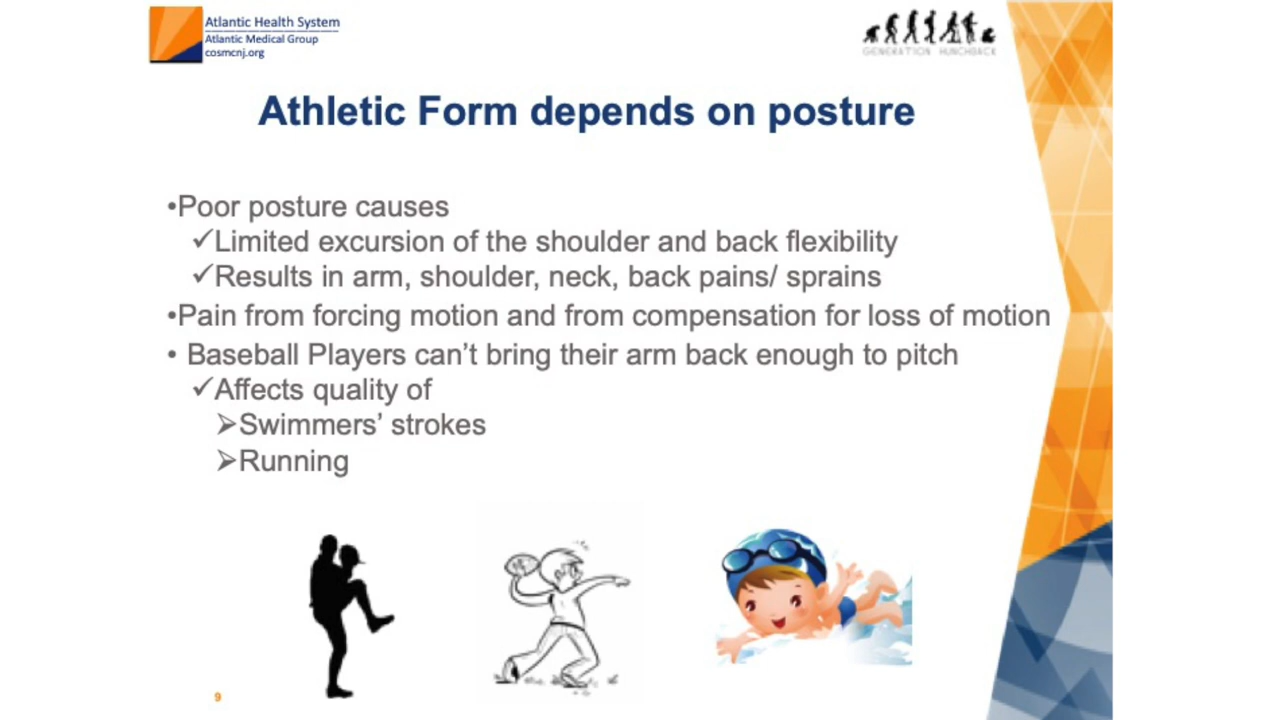 Atlantic Health System
Atlantic Medical Group
cosmcnj.org
GENERATION HUNCHBACK
Athletic Form depends on posture
•Poor posture causes
✓Limited excursion of the shoulder and back flexibility
✓Results in arm, shoulder, neck, back pains/ sprains
•Pain from forcing motion and from compensation for loss of motion
• Baseball Players can’t bring their arm back enough to pitch
✓Affects quality of
➢Swimmers’ strokes
➢Running
9